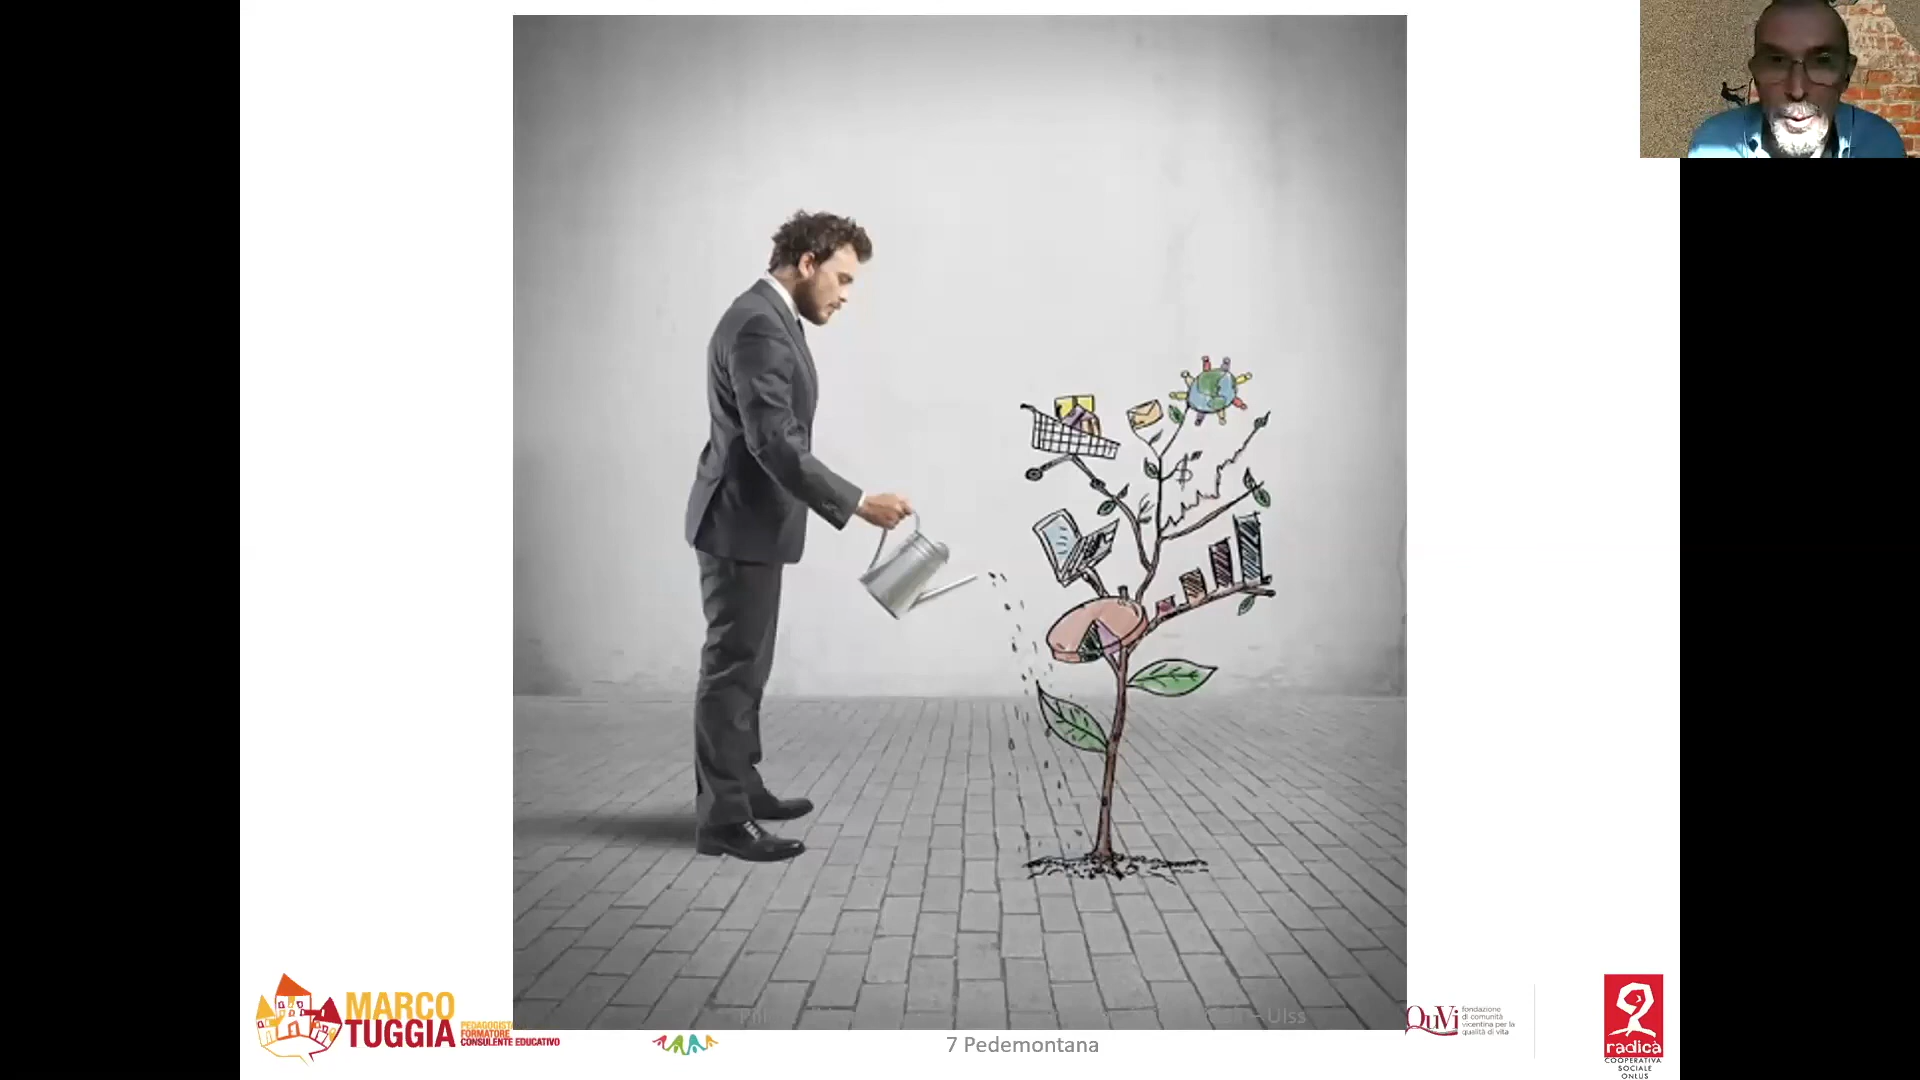 MARCO
TUGGIA
PEDAGOGISTA
FORMATORE
CONSULENTE EDUCATIVO
– Ulss
7 Pedemontana
QuVi
fondazione
di comunità
vicentina per la
qualità di vita
radicà
COOPERATIVA
SOCIALE
ONLUS
$